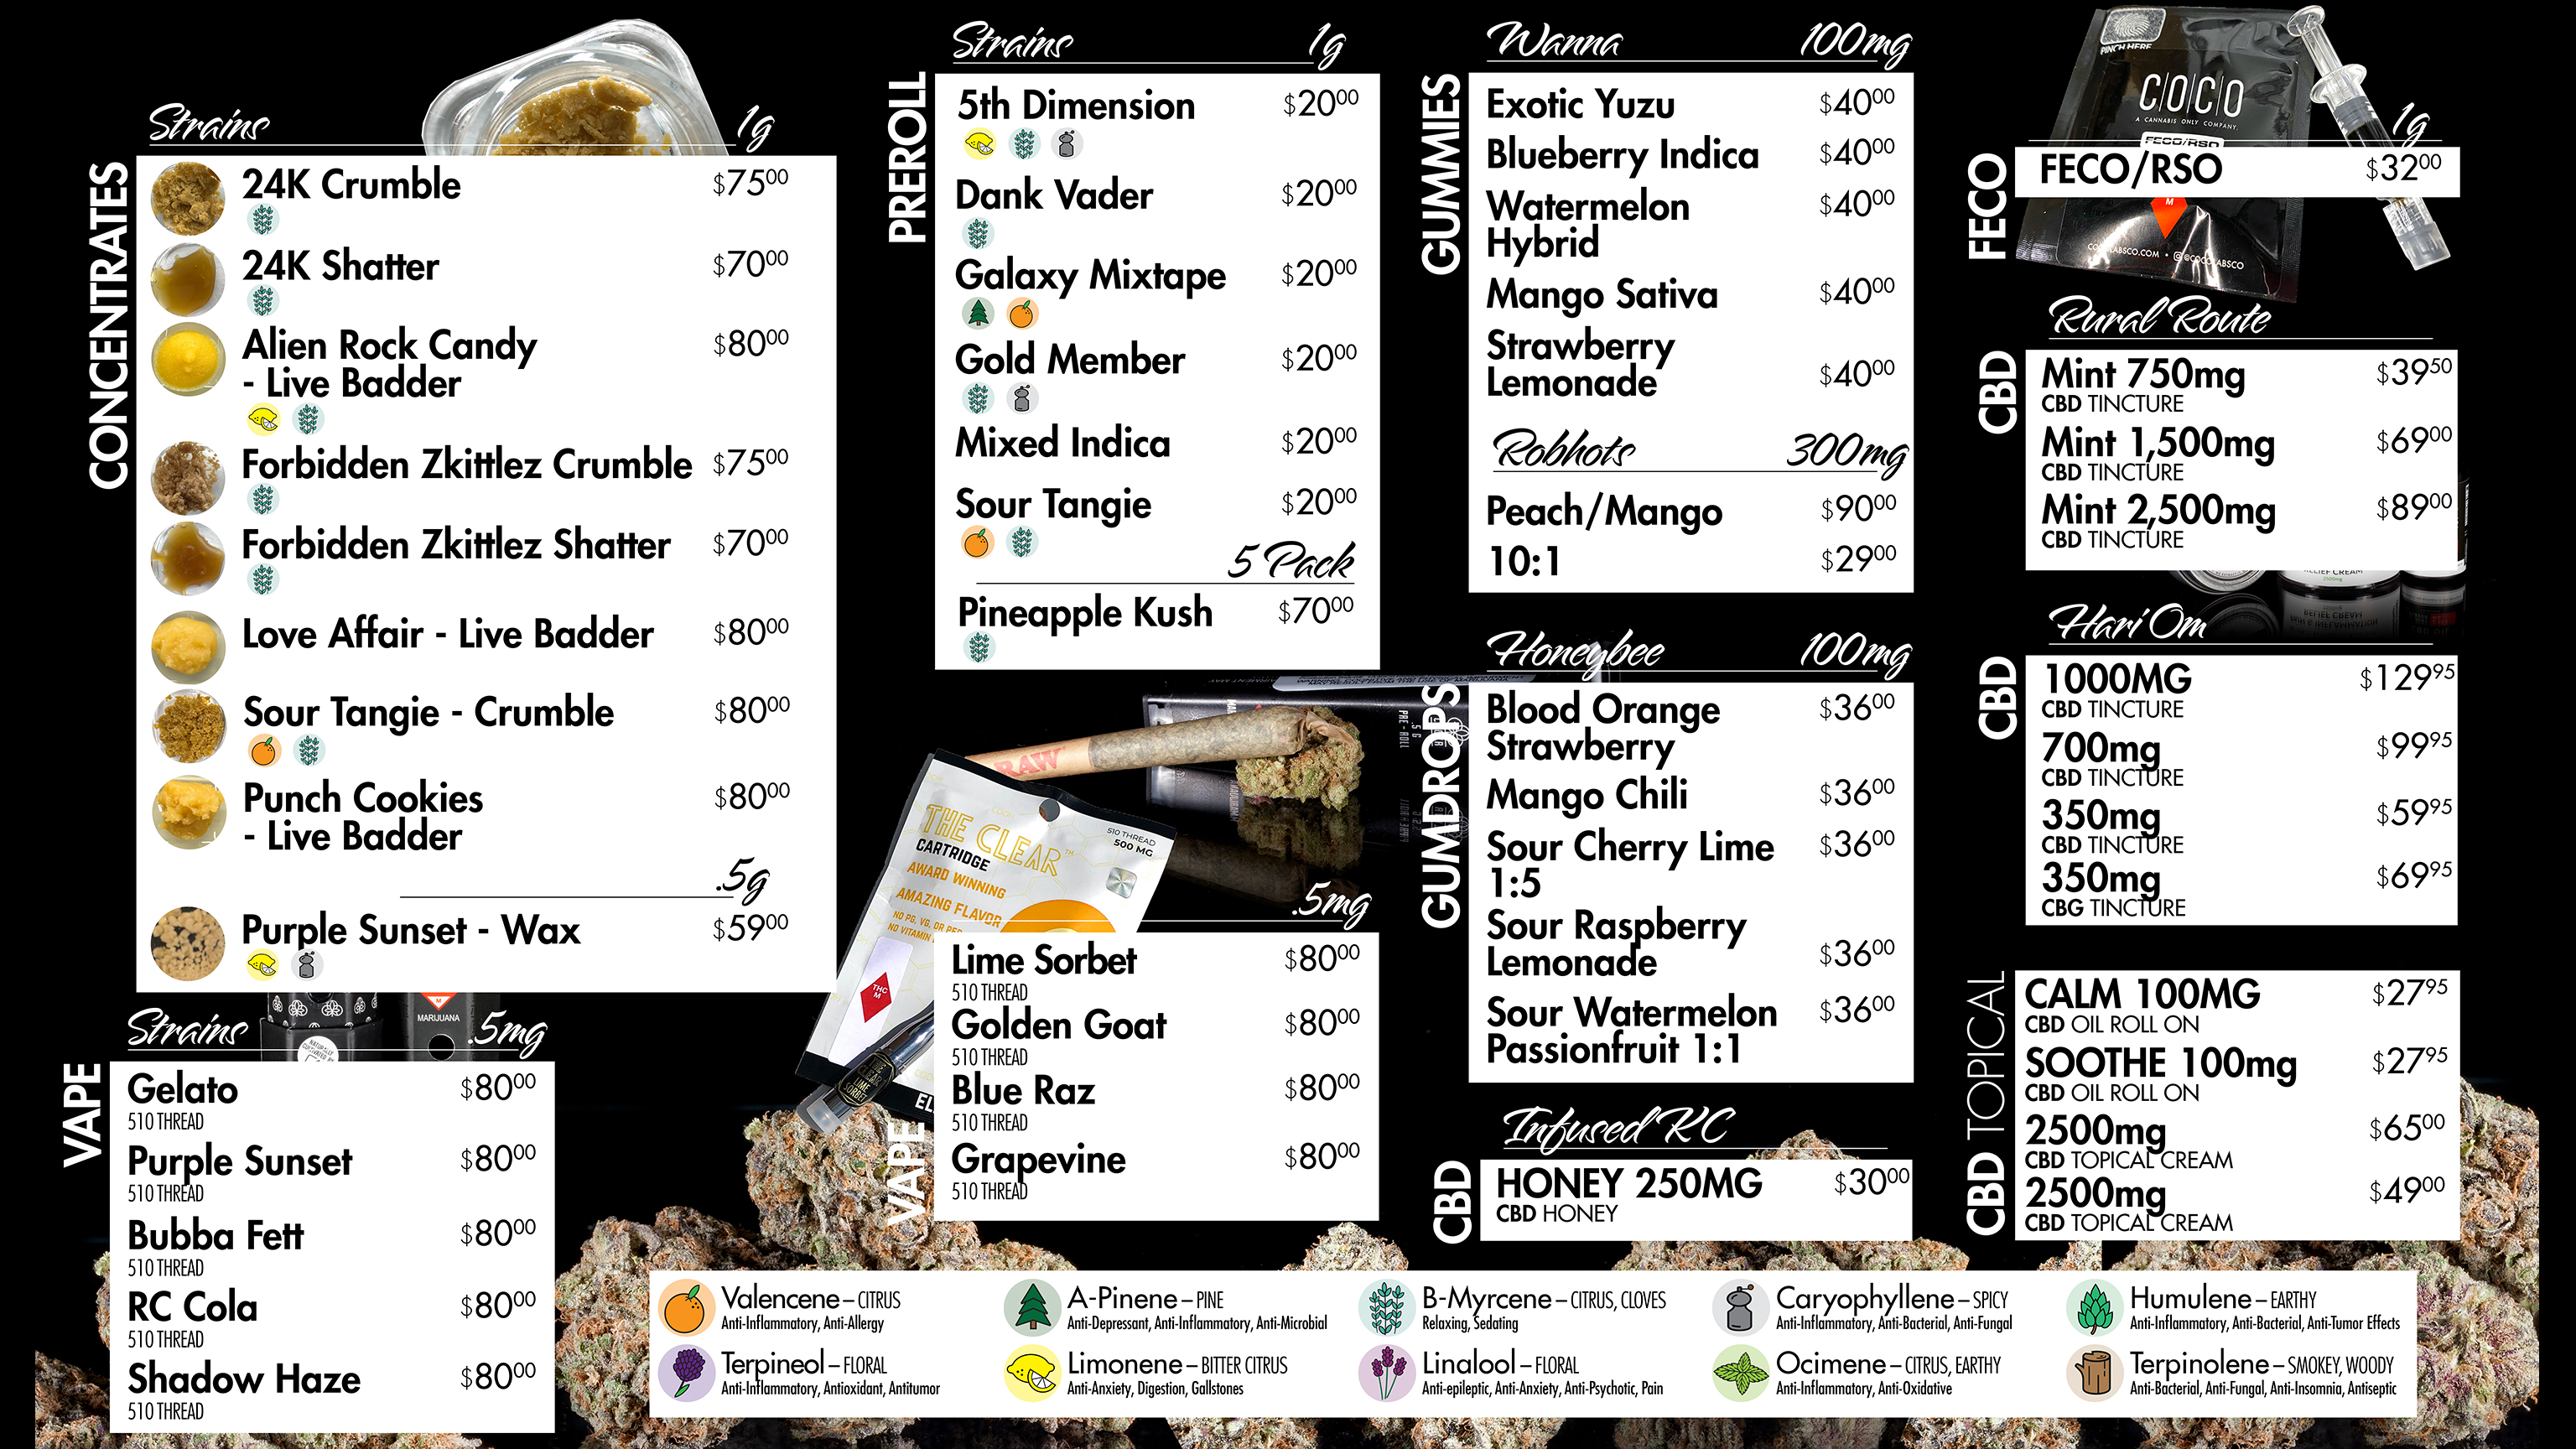 Strains 1g
CONCENTRATES
24K Crumble $75.00
24K Shatter $70.00
Alien Rock Candy
- Live Badder $80.00
Forbidden Zkittlez Crumble $75.00
Forbidden Zkittlez Shatter $70.00
Love Affair - Live Badder $80.00
Sour Tangie - Crumble $80.00
Punch Cookies
- Live Badder $80.00
.5g
Purple Sunset - Wax $59.00
MARIJUANA
Strains .5mg
VAPE
Gelato $80.00
510 THREAD
Purple Sunset $80.00
510 THREAD
Bubba Fett $80.00
510 THREAD
RC Cola $80.00
510 THREAD
Shadow Haze $80.00
510 THREAD
Strains 1g
PREROLL
5th Dimension $20.00
Dank Vader $20.00
Galaxy Mixtape $20.00
Gold Member $20.00
Mixed Indica $20.00
Sour Tangie $20.00
5 Pack
Pineapple Kush $70.00
RAW
THE CLEAR™
CARTRIDGE
510 THREAD
500 MG
AWARD WINNING
AMAZING FLAVOR
THC
M
.5mg
VAPE
Lime Sorbet $80.00
510 THREAD
Golden Goat $80.00
510 THREAD
Blue Raz $80.00
510 THREAD
Grapevine $80.00
510 THREAD
Wanna 100mg
GUMMIES
Exotic Yuzu $40.00
Blueberry Indica $40.00
Watermelon
Hybrid $40.00
Mango Sativa $40.00
Strawberry
Lemonade $40.00
Robhots 300mg
Peach/Mango $90.00
10:1 $29.00
Honeybee 100mg
GUMDROPS
Blood Orange
Strawberry $36.00
Mango Chili $36.00
Sour Cherry Lime
1:5 $36.00
Sour Raspberry
Lemonade $36.00
Sour Watermelon
Passionfruit 1:1 $36.00
Infused KC
CBD
HONEY 250MG $30.00
CBD HONEY
PINCH HERE
C|O|C|O
A CANNABIS ONLY COMPANY.
FECO/RSO
1g
FECO
FECO/RSO $32.00
M
Rural Route
CBD
Mint 750mg $39.50
CBD TINCTURE
Mint 1,500mg $69.00
CBD TINCTURE
Mint 2,500mg $89.00
CBD TINCTURE
RELIEF CREAM
2500mg
Hari Om
CBD
1000MG $129.95
CBD TINCTURE
700mg $99.95
CBD TINCTURE
350mg $59.95
CBD TINCTURE
350mg $69.95
CBG TINCTURE
CBD TOPICAL
CALM 100MG $27.95
CBD OIL ROLL ON
SOOTHE 100mg $27.95
CBD OIL ROLL ON
2500mg $65.00
CBD TOPICAL CREAM
2500mg $49.00
CBD TOPICAL CREAM
Valencene – CITRUS
Anti-Inflammatory, Anti-Allergy
A-Pinene – PINE
Anti-Depressant, Anti-Inflammatory, Anti-Microbial
B-Myrcene – CITRUS, CLOVES
Relaxing, Sedating
Caryophyllene – SPICY
Anti-Inflammatory, Anti-Bacterial, Anti-Fungal
Humulene – EARTHY
Anti-Inflammatory, Anti-Bacterial, Anti-Tumor Effects
Terpineol – FLORAL
Anti-Inflammatory, Antioxidant, Antitumor
Limonene – BITTER CITRUS
Anti-Anxiety, Digestion, Gallstones
Linalool – FLORAL
Anti-epileptic, Anti-Anxiety, Anti-Psychotic, Pain
Ocimene – CITRUS, EARTHY
Anti-Inflammatory, Anti-Oxidative
Terpinolene – SMOKEY, WOODY
Anti-Bacterial, Anti-Fungal, Anti-Insomnia, Antiseptic